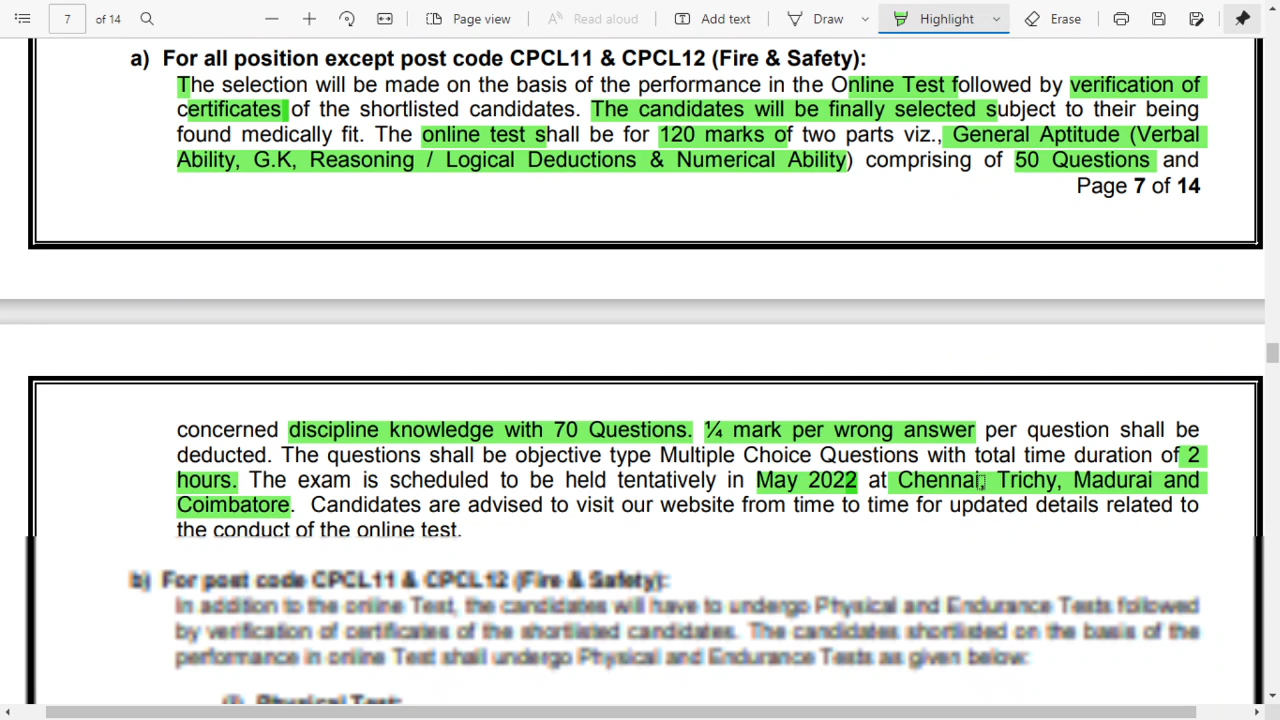 7 of 14 Page view Read aloud Add text Draw Highlight Erase
a) For all position except post code CPCL11 & CPCL12 (Fire & Safety):
The selection will be made on the basis of the performance in the Online Test followed by verification of
certificates of the shortlisted candidates. The candidates will be finally selected subject to their being
found medically fit. The online test shall be for 120 marks of two parts viz., General Aptitude (Verbal
Ability, G.K, Reasoning / Logical Deductions & Numerical Ability) comprising of 50 Questions and
Page 7 of 14
concerned discipline knowledge with 70 Questions. ¼ mark per wrong answer per question shall be
deducted. The questions shall be objective type Multiple Choice Questions with total time duration of 2
hours. The exam is scheduled to be held tentatively in May 2022 at Chennai, Trichy, Madurai and
Coimbatore. Candidates are advised to visit our website from time to time for updated details related to
the conduct of the online test.
b) For post code CPCL11 & CPCL12 (Fire & Safety):
In addition to the online Test, the candidates will have to undergo Physical and Endurance Tests followed
by verification of certificates of the shortlisted candidates. The candidates shortlisted on the basis of the
performance in online Test shall undergo Physical and Endurance Tests as given below:
(i) Physical Test: